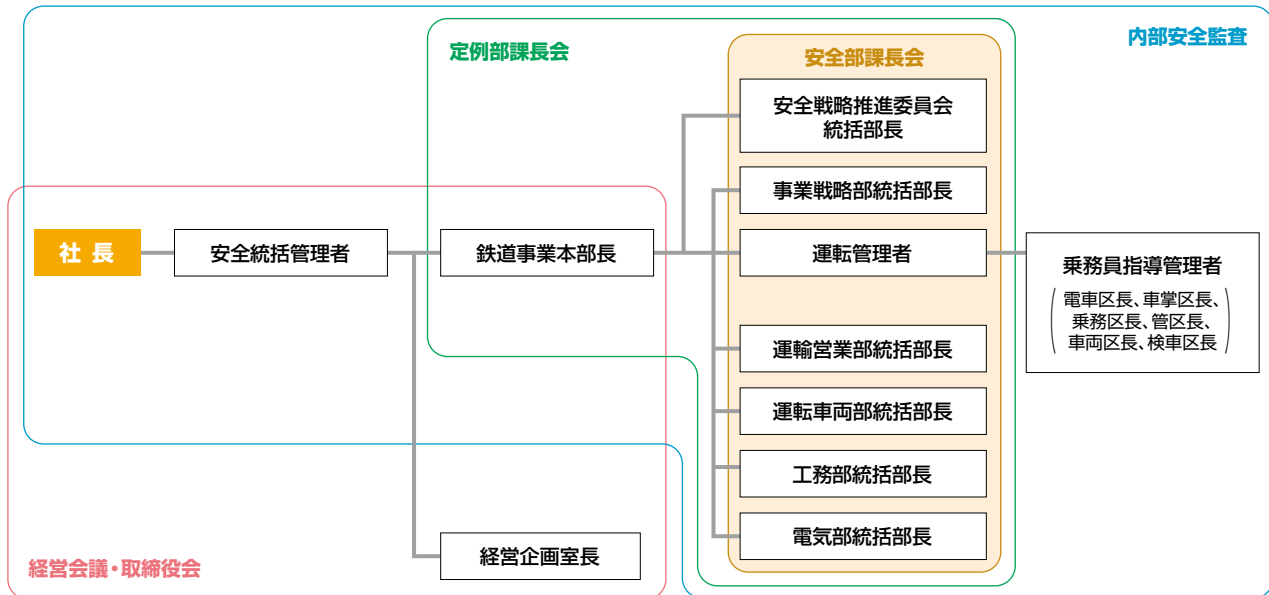 内部安全監査
定例部課長会
安全部課長会
安全戦略推進委員会
統括部長
事業戦略部統括部長
社 長
安全統括管理者
鉄道事業本部長
運転管理者
乗務員指導管理者
電車区長、車掌区長、
乗務区長、管区長、
車両区長、検車区長
運輸営業部統括部長
運転車両部統括部長
工務部統括部長
電気部統括部長
経営企画室長
経営会議・取締役会